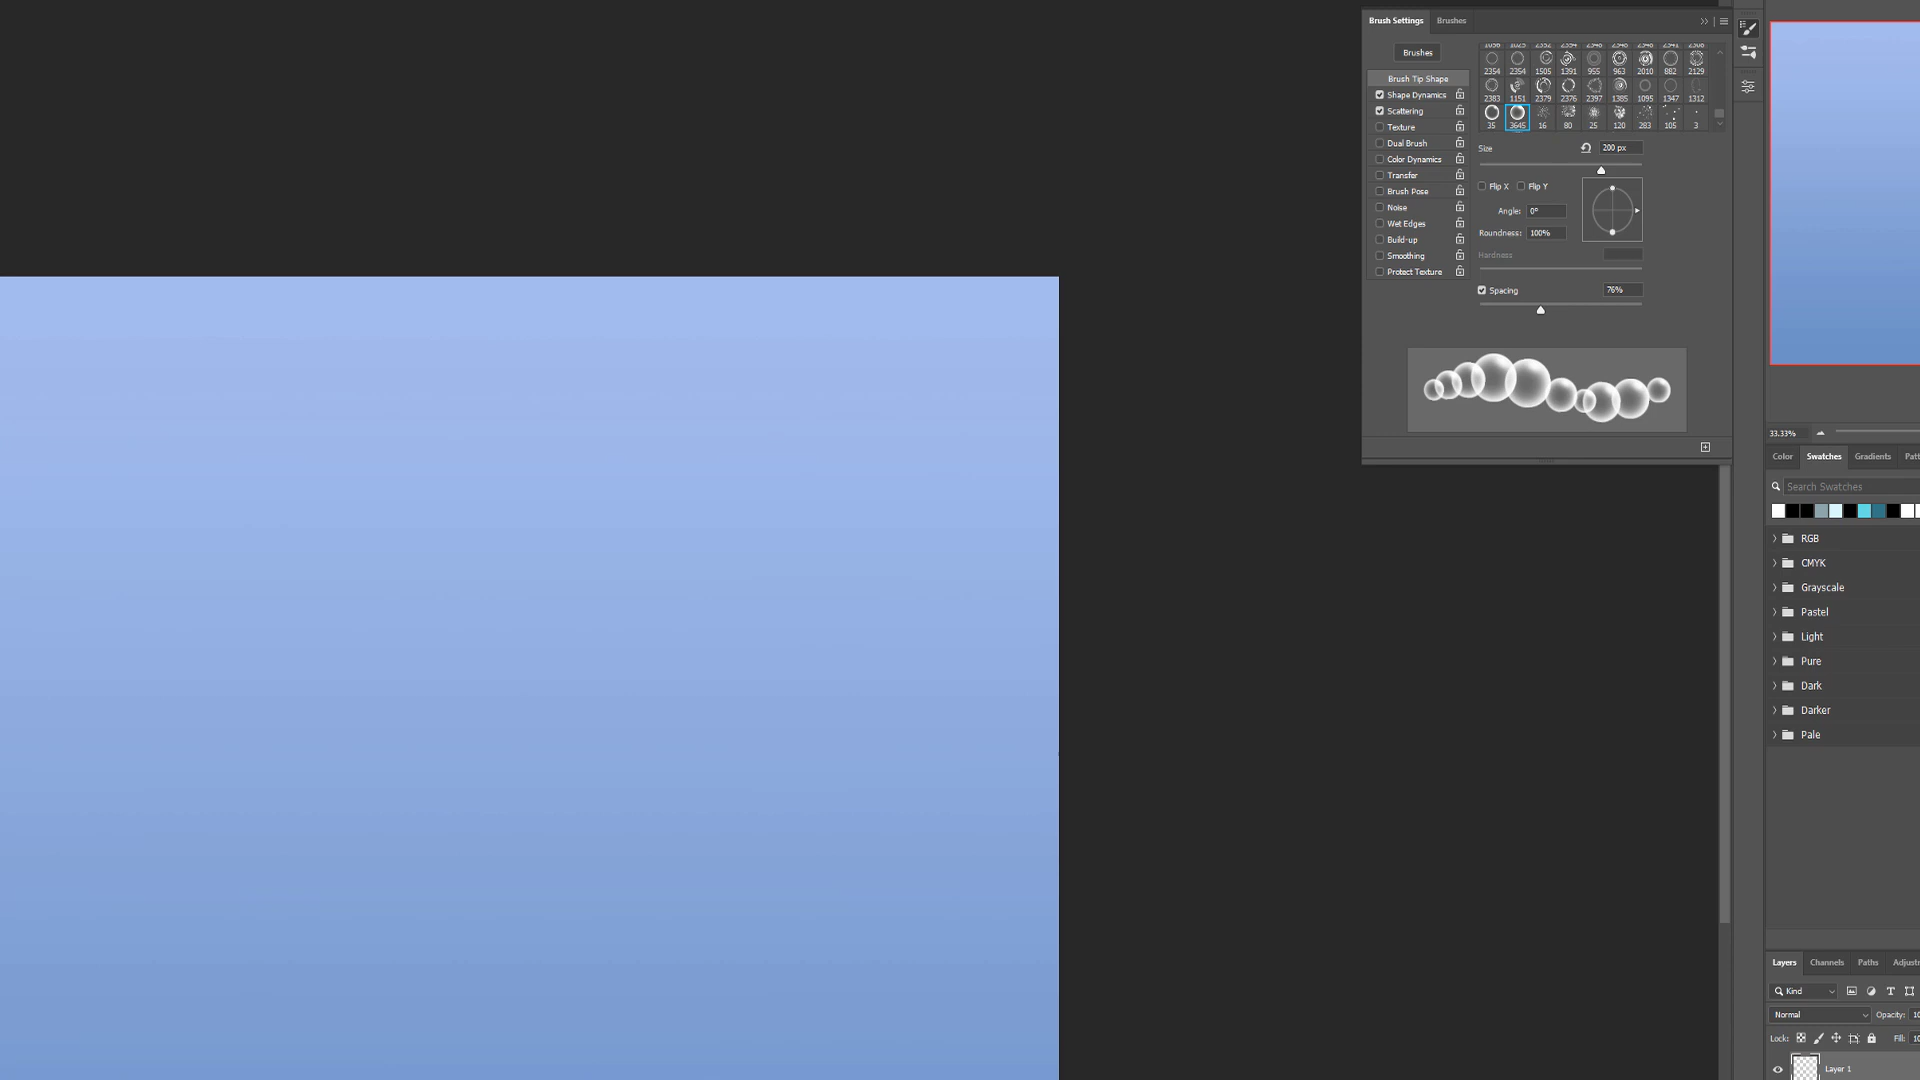 Brush Settings
Brushes
Brushes
Brush Tip Shape
Shape Dynamics
Scattering
Texture
Dual Brush
Color Dynamics
Transfer
Brush Pose
Noise
Wet Edges
Build-up
Smoothing
Protect Texture
2354 2354 1505 1391 955 963 2010 882 2129
2383 1151 2379 2376 2397 1385 1095 1347 1312
35 3645 16 80 25 120 283 105 3
Size
200 px
Flip X
Flip Y
Angle: 0°
Roundness: 100%
Hardness
Spacing
76%
33.33%
Color
Swatches
Gradients
Search Swatches
RGB
CMYK
Grayscale
Pastel
Light
Pure
Dark
Darker
Pale
Layers
Channels
Paths
Kind
Normal
Opacity:
Lock:
Fill:
Layer 1